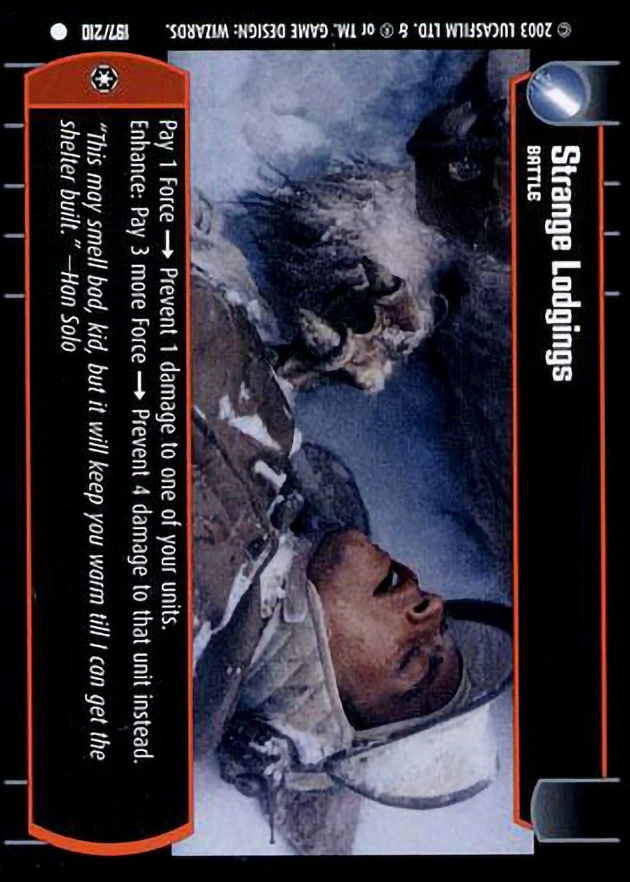 Strange Lodgings
BATTLE
Pay 1 Force → Prevent 1 damage to one of your units.
Enhance: Pay 3 more Force → Prevent 4 damage to that unit instead.
"This may smell bad, kid, but it will keep you warm till I can get the
shelter built." —Han Solo
© 2003 LUCASFILM LTD. & ® or TM. GAME DESIGN: WIZARDS.
197/210